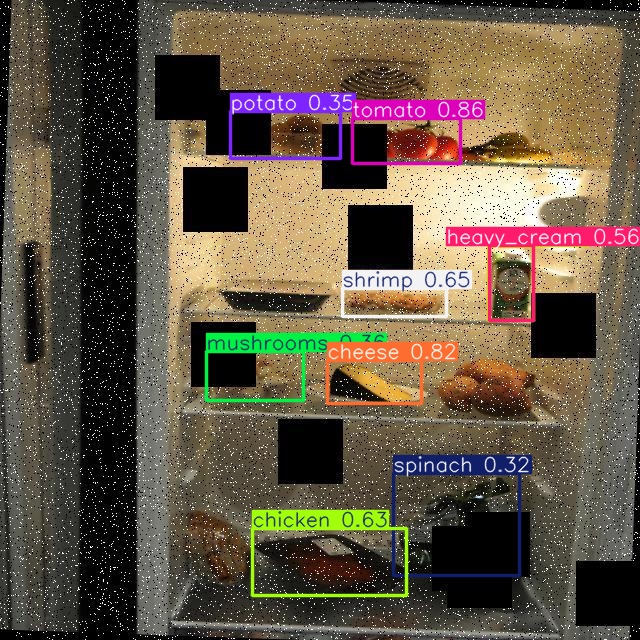 potato 0.35
tomato 0.86
heavy_cream 0.56
shrimp 0.65
mushrooms 0.36
cheese 0.82
spinach 0.32
chicken 0.63